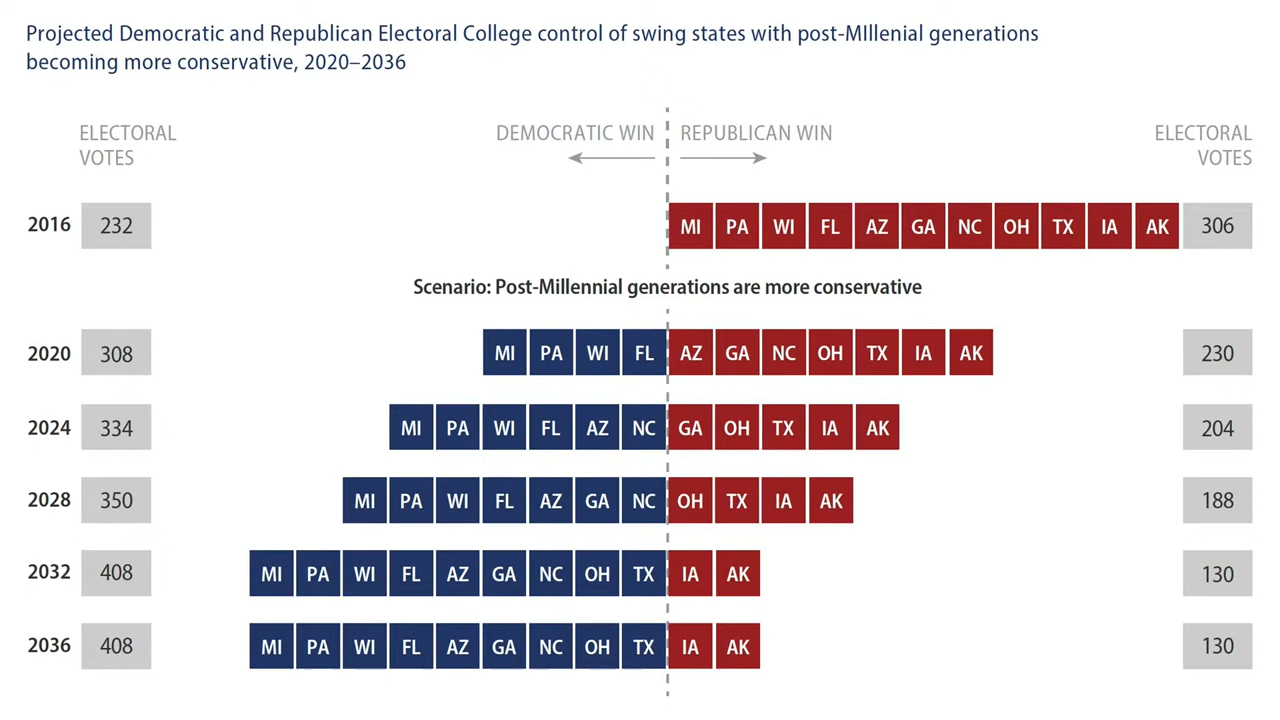 Projected Democratic and Republican Electoral College control of swing states with post-MIllenial generations
becoming more conservative, 2020–2036
ELECTORAL
VOTES
DEMOCRATIC WIN
REPUBLICAN WIN
ELECTORAL
VOTES
2016 232 MI PA WI FL AZ GA NC OH TX IA AK 306
Scenario: Post-Millennial generations are more conservative
2020 308 MI PA WI FL AZ GA NC OH TX IA AK 230
2024 334 MI PA WI FL AZ NC GA OH TX IA AK 204
2028 350 MI PA WI FL AZ GA NC OH TX IA AK 188
2032 408 MI PA WI FL AZ GA NC OH TX IA AK 130
2036 408 MI PA WI FL AZ GA NC OH TX IA AK 130